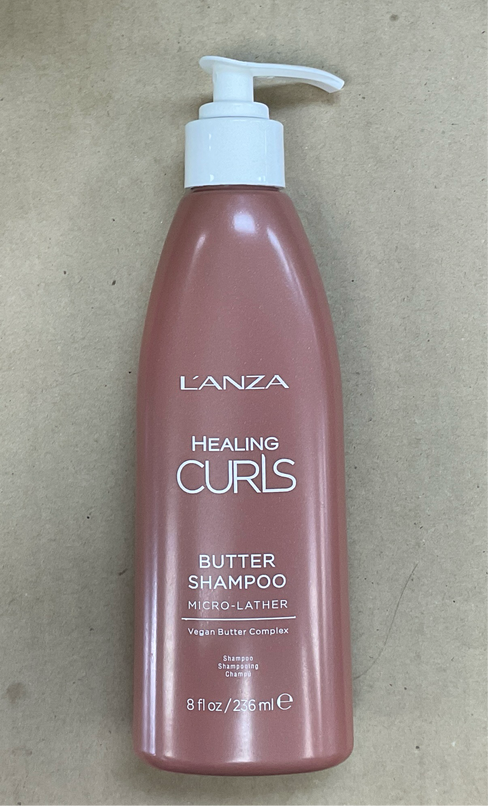 L'ANZA
HEALING
CURLS
BUTTER
SHAMPOO
MICRO-LATHER
Vegan Butter Complex
Shampoo
Shampooing
Champú
8 fl oz / 236 ml ℮